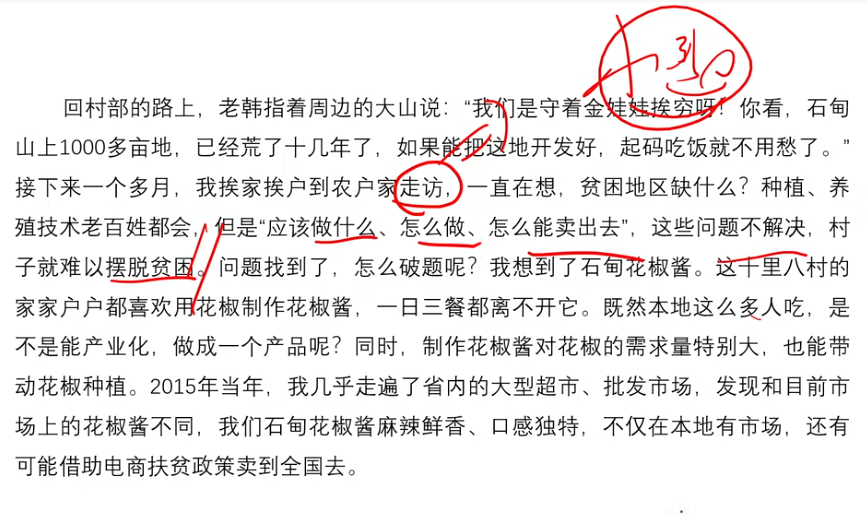 回村部的路上，老韩指着周边的大山说：“我们是守着金娃娃挨穷呀！你看，石甸
山上1000多亩地，已经荒了十几年了，如果能把这地开发好，起码吃饭就不用愁了。”
接下来一个多月，我挨家挨户到农户家走访，一直在想，贫困地区缺什么？种植、养
殖技术老百姓都会，但是“应该做什么、怎么做、怎么能卖出去”，这些问题不解决，村
子就难以摆脱贫困。问题找到了，怎么破题呢？我想到了石甸花椒酱。这十里八村的
家家户户都喜欢用花椒制作花椒酱，一日三餐都离不开它。既然本地这么多人吃，是
不是能产业化，做成一个产品呢？同时，制作花椒酱对花椒的需求量特别大，也能带
动花椒种植。2015年当年，我几乎走遍了省内的大型超市、批发市场，发现和目前市
场上的花椒酱不同，我们石甸花椒酱麻辣鲜香、口感独特，不仅在本地有市场，还有
可能借助电商扶贫政策卖到全国去。